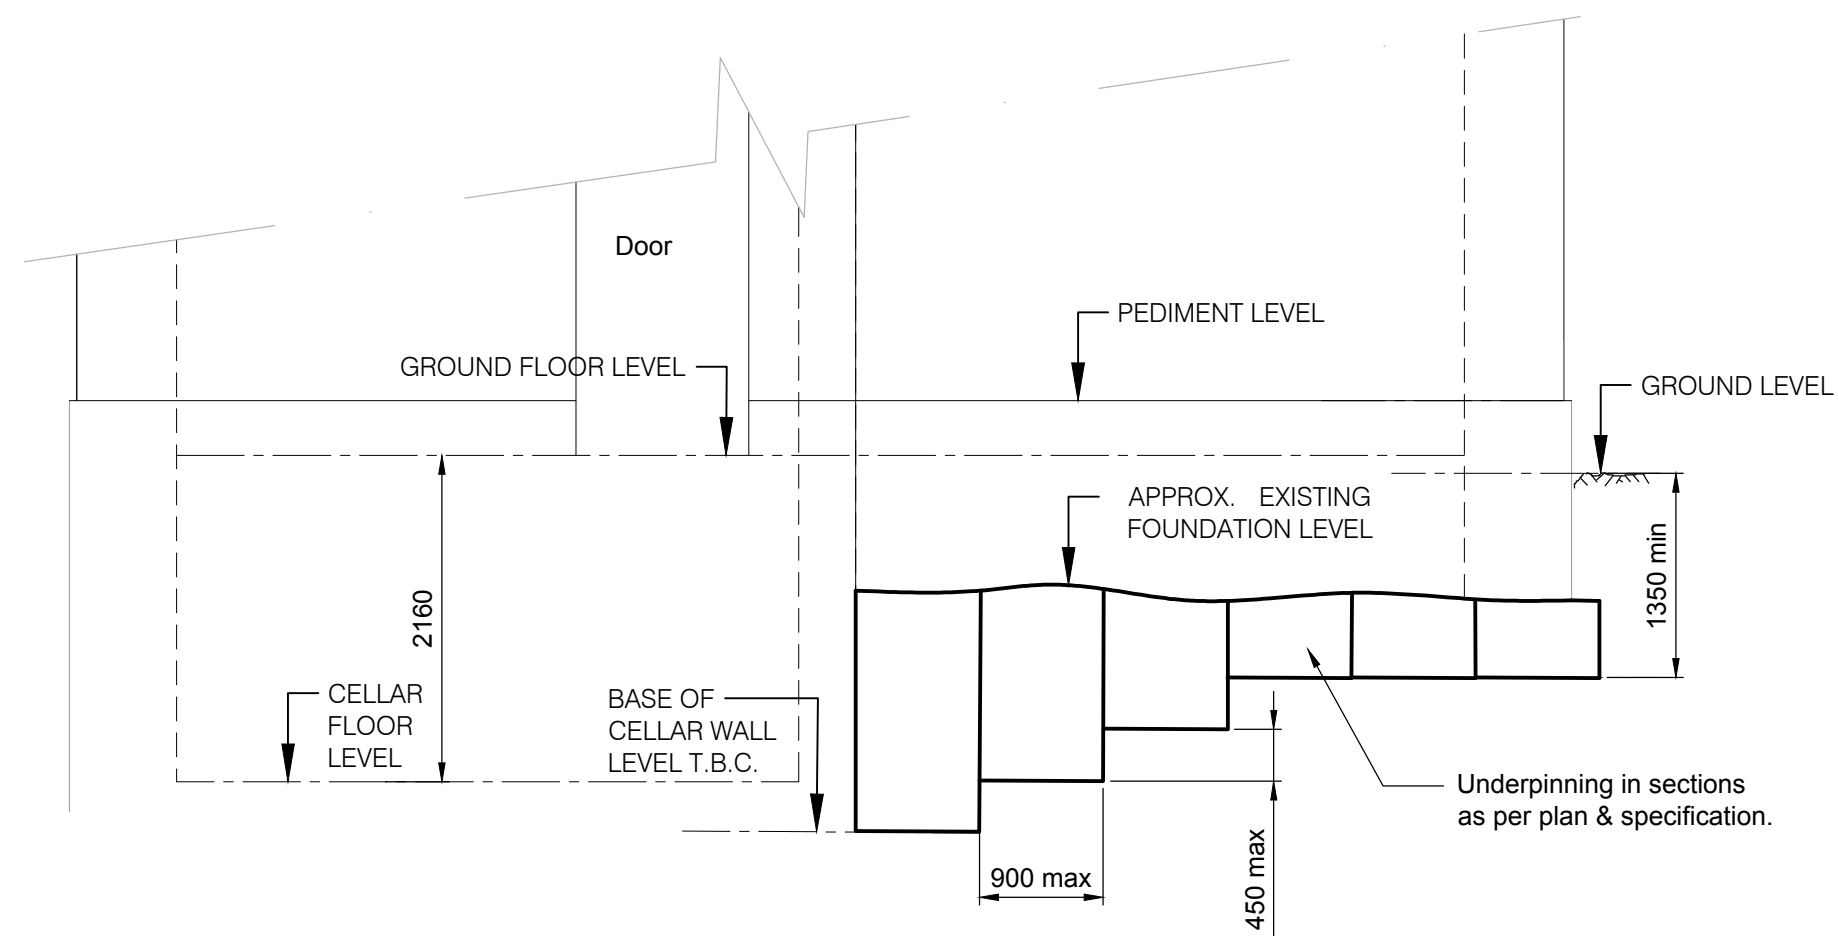 Door
PEDIMENT LEVEL
GROUND FLOOR LEVEL
GROUND LEVEL
APPROX. EXISTING
FOUNDATION LEVEL
1350 min
2160
CELLAR
FLOOR
LEVEL
BASE OF
CELLAR WALL
LEVEL T.B.C.
Underpinning in sections
as per plan & specification.
900 max
450 max